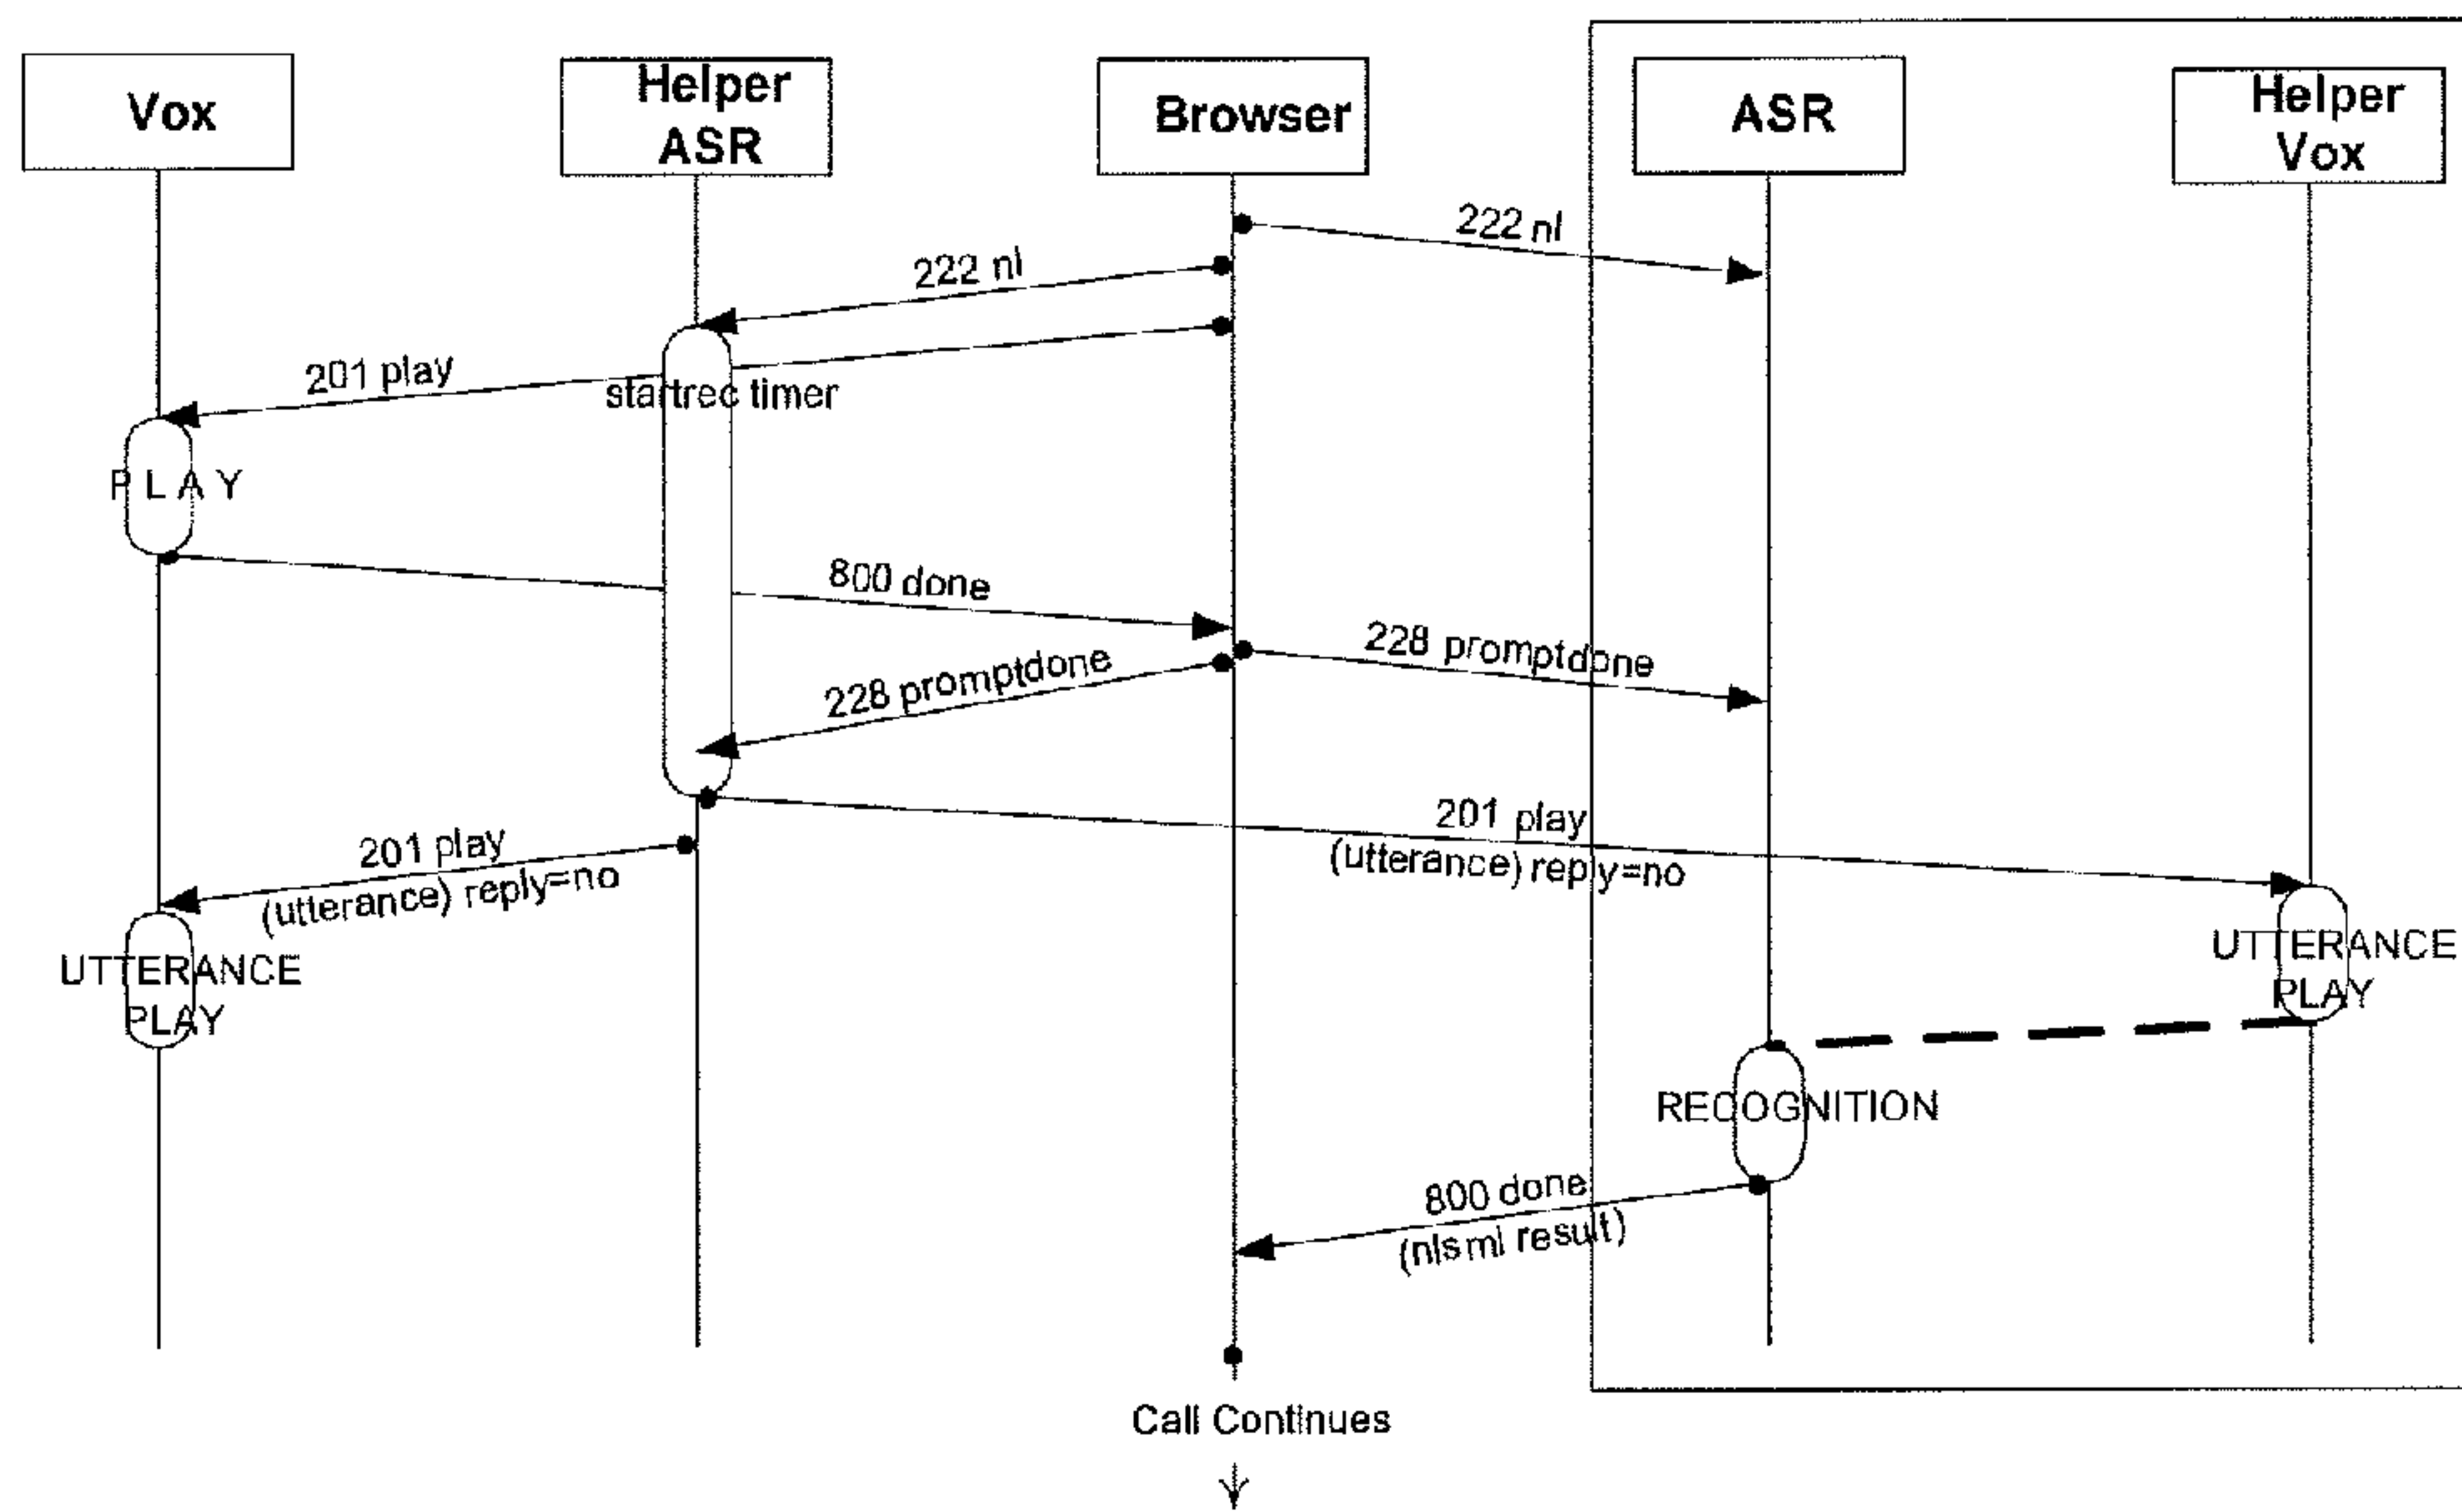 Vox
Helper
ASR
Browser
ASR
Helper
Vox
222 nl
222 nl
201 play
startrec timer
PLAY
800 done
228 promptdone
228 promptdone
201 play
(utterance) reply=no
201 play
(utterance) reply=no
UTTERANCE
PLAY
UTTERANCE
PLAY
RECOGNITION
800 done
(nlsml result)
Call Continues